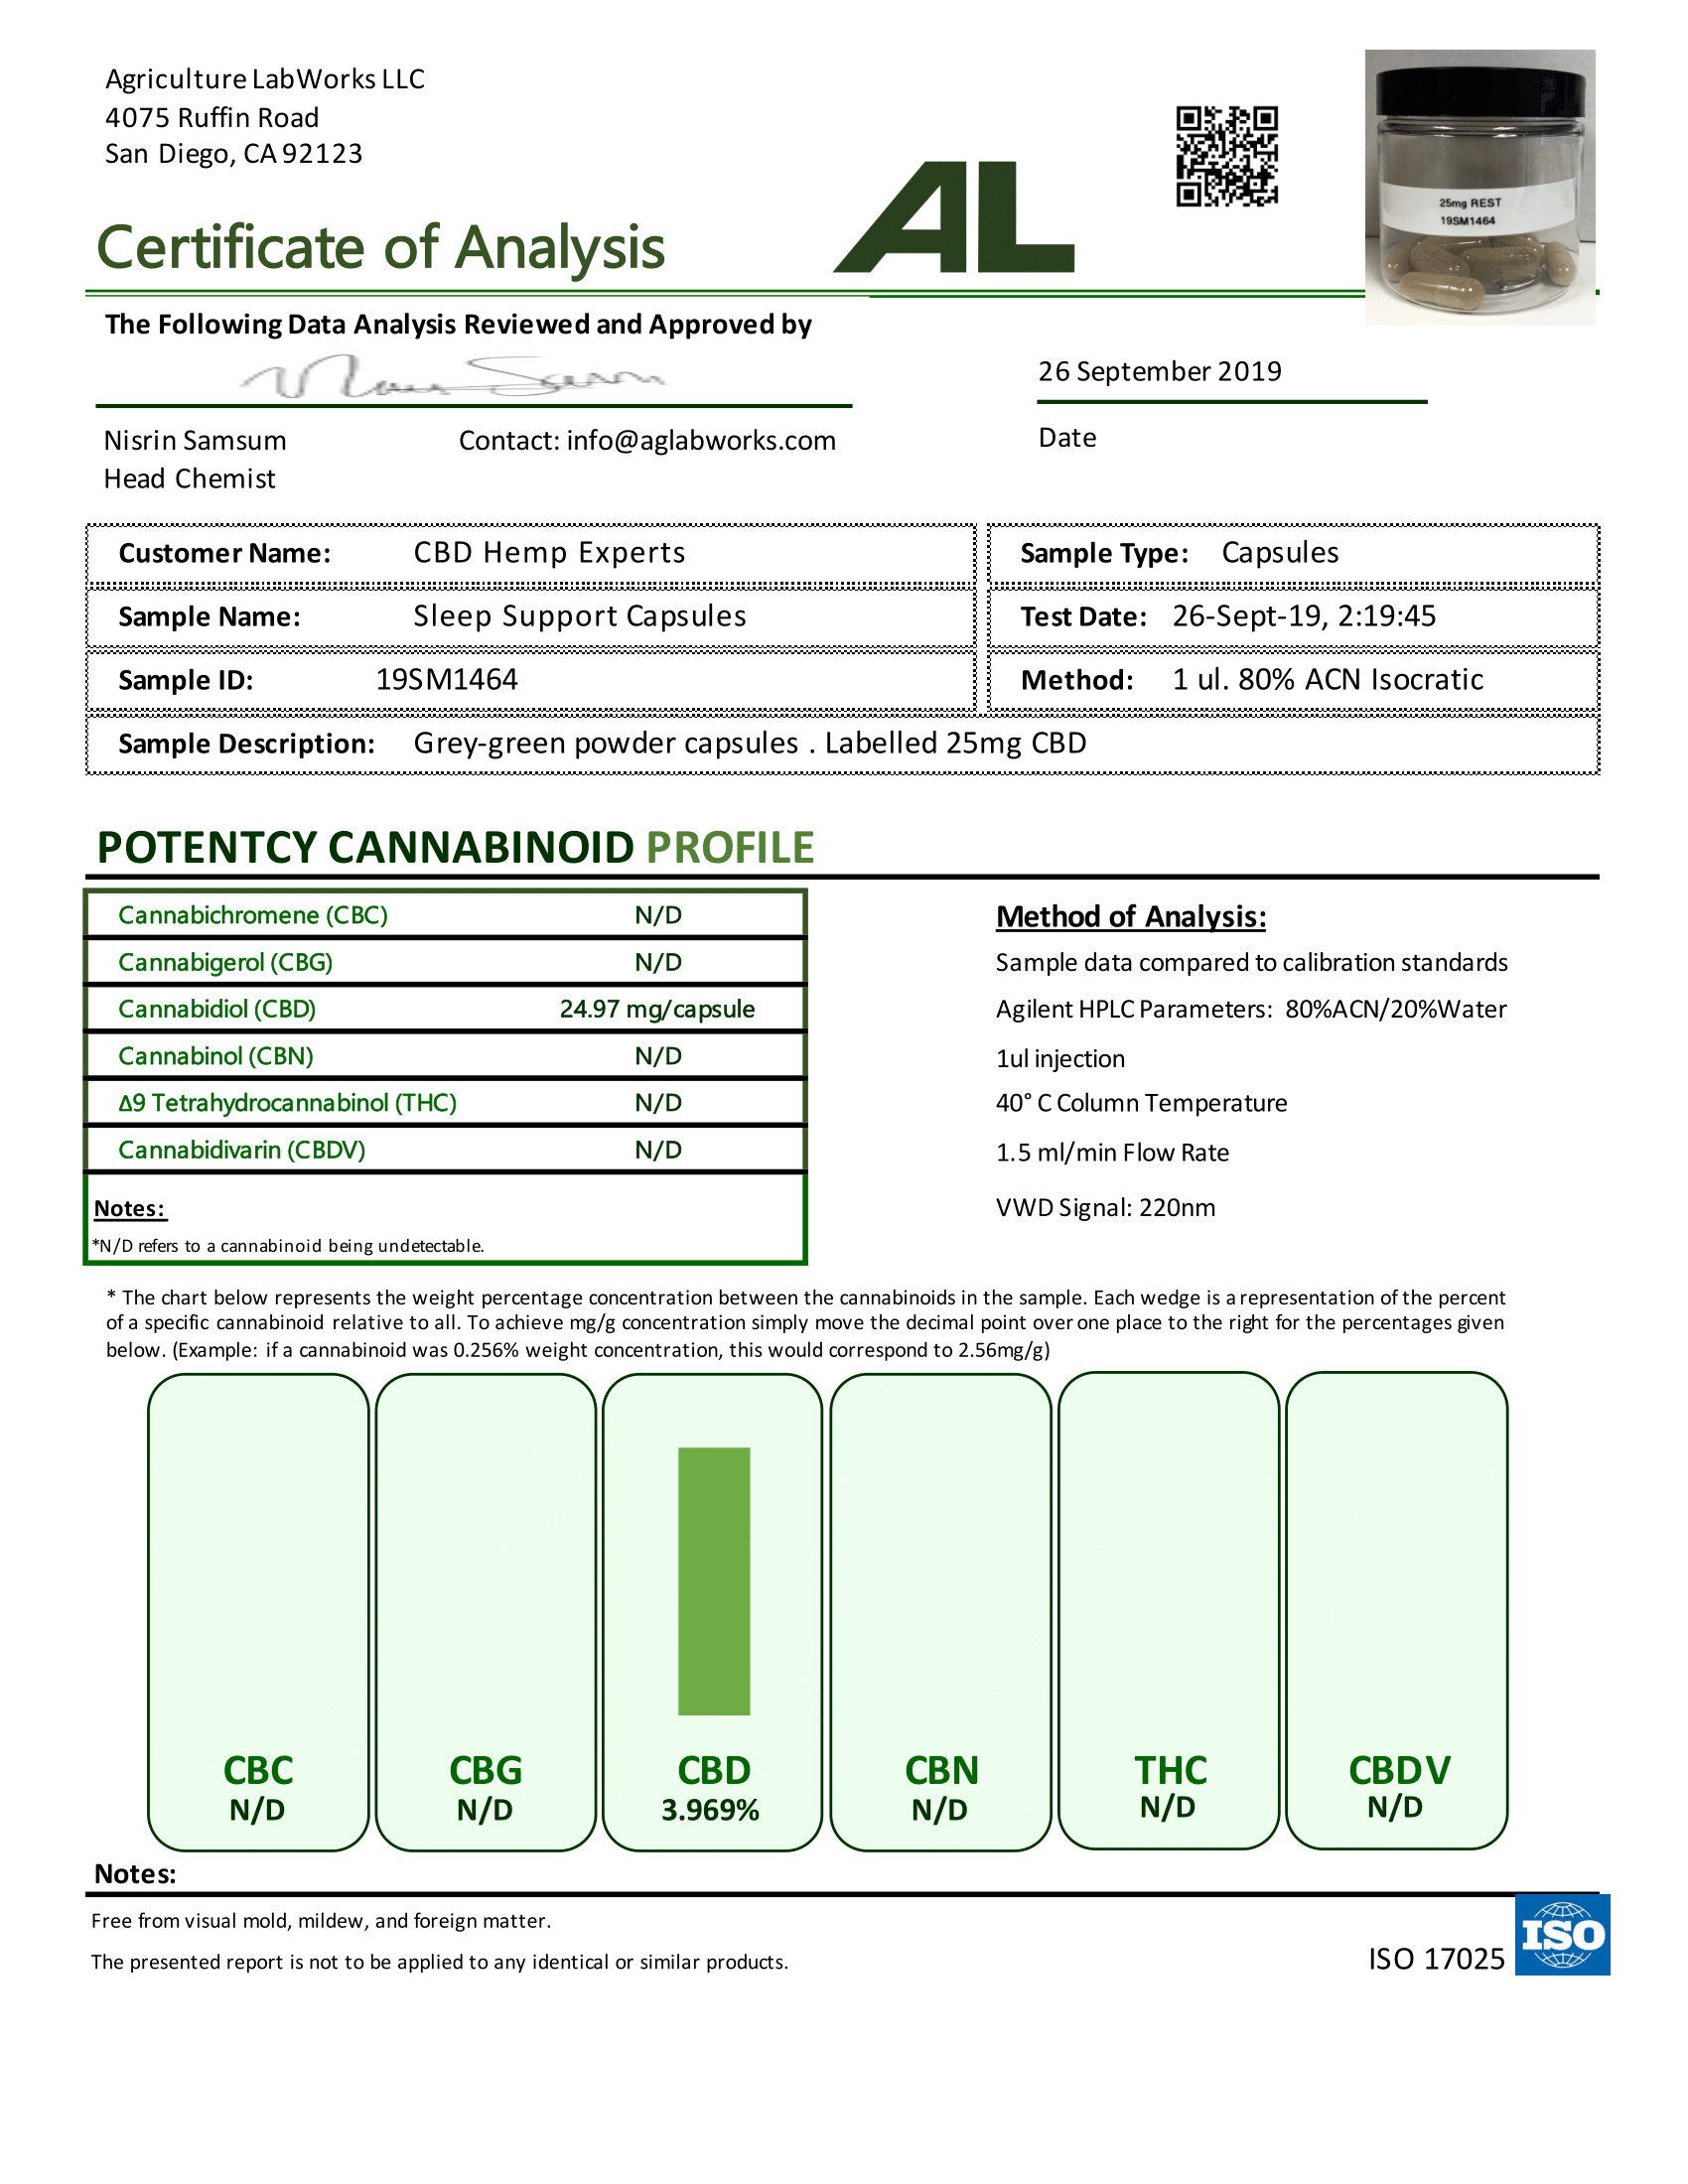 Agriculture LabWorks LLC
4075 Ruffin Road
San Diego, CA 92123
AL
25mg REST
19SM1464
Certificate of Analysis
The Following Data Analysis Reviewed and Approved by
26 September 2019
Nisrin Samsum
Contact: info@aglabworks.com
Date
Head Chemist
Customer Name: CBD Hemp Experts
Sample Type: Capsules
Sample Name: Sleep Support Capsules
Test Date: 26-Sept-19, 2:19:45
Sample ID: 19SM1464
Method: 1 ul. 80% ACN Isocratic
Sample Description: Grey-green powder capsules . Labelled 25mg CBD
POTENTCY CANNABINOID PROFILE
Cannabichromene (CBC) N/D
Cannabigerol (CBG) N/D
Cannabidiol (CBD) 24.97 mg/capsule
Cannabinol (CBN) N/D
Δ9 Tetrahydrocannabinol (THC) N/D
Cannabidivarin (CBDV) N/D
Notes:
*N/D refers to a cannabinoid being undetectable.
Method of Analysis:
Sample data compared to calibration standards
Agilent HPLC Parameters: 80%ACN/20%Water
1ul injection
40° C Column Temperature
1.5 ml/min Flow Rate
VWD Signal: 220nm
* The chart below represents the weight percentage concentration between the cannabinoids in the sample. Each wedge is a representation of the percent
of a specific cannabinoid relative to all. To achieve mg/g concentration simply move the decimal point over one place to the right for the percentages given
below. (Example: if a cannabinoid was 0.256% weight concentration, this would correspond to 2.56mg/g)
CBC
N/D
CBG
N/D
CBD
3.969%
CBN
N/D
THC
N/D
CBDV
N/D
Notes:
Free from visual mold, mildew, and foreign matter.
The presented report is not to be applied to any identical or similar products.
ISO 17025
ISO